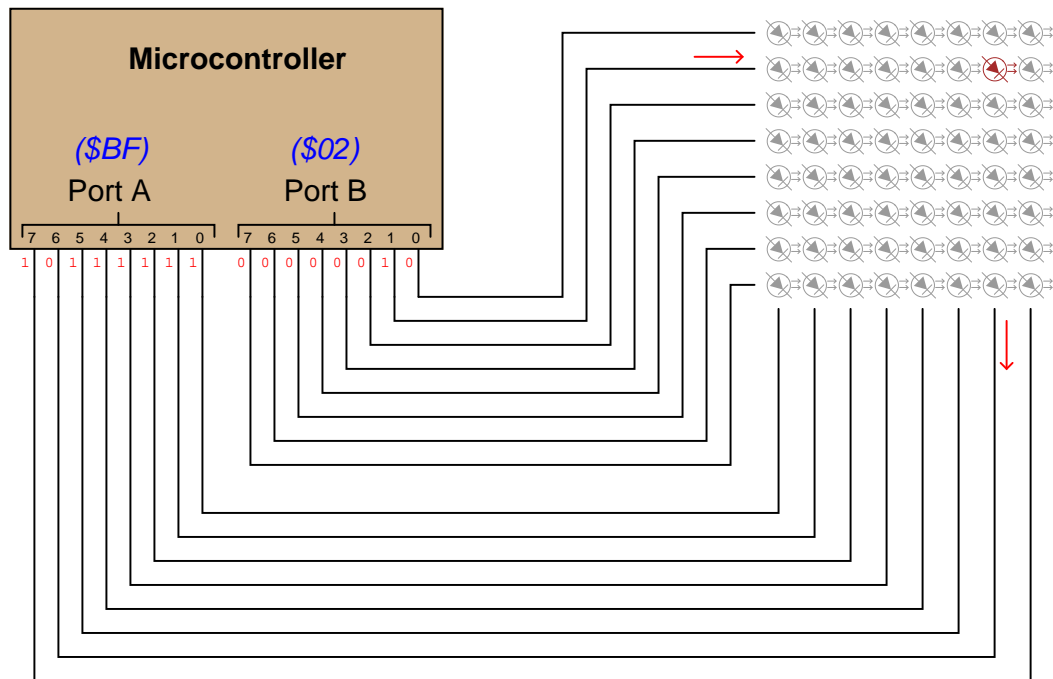 Microcontroller
($BF) ($02)
Port A Port B
7 6 5 4 3 2 1 0 7 6 5 4 3 2 1 0
1 0 1 1 1 1 1 1 0 0 0 0 0 0 1 0